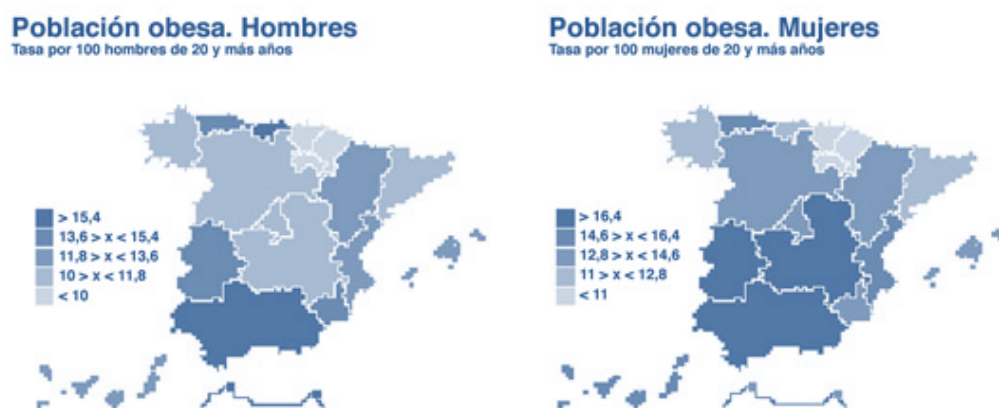 Población obesa. Hombres
Tasa por 100 hombres de 20 y más años
> 15,4
13,6 > x < 15,4
11,8 > x < 13,6
10 > x < 11,8
< 10
Población obesa. Mujeres
Tasa por 100 mujeres de 20 y más años
> 16,4
14,6 > x < 16,4
12,8 > x < 14,6
11 > x < 12,8
< 11